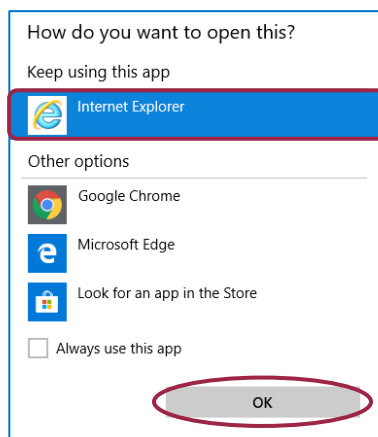 How do you want to open this?
Keep using this app
Internet Explorer
Other options
Google Chrome
Microsoft Edge
Look for an app in the Store
Always use this app
OK